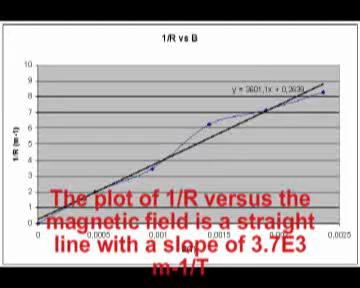 1/R vs B
y = 3601,1x + 0,2639
10
9
8
7
6
5
4
3
2
1
0
1/R (m-1)
0
0,0005
0,001
0,0015
0,002
0,0025
The plot of 1/R versus the
magnetic field is a straight
line with a slope of 3.7E3
m-1/T